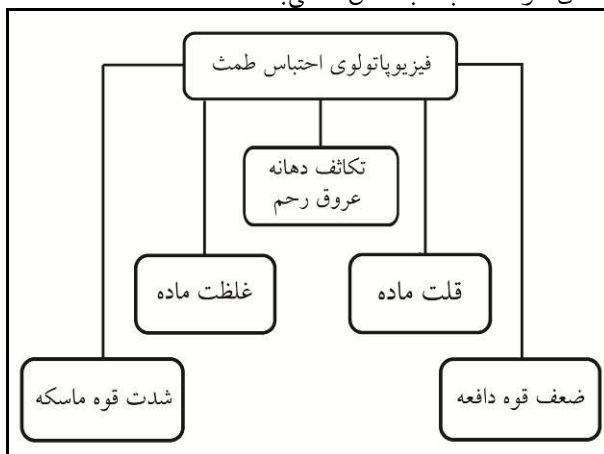 فیزیوپاتولوی احتباس طمث
تکاثف دهانه
عروق رحم
قلت ماده
غلظت ماده
ضعف قوه دافعه
شدت قوه ماسکه